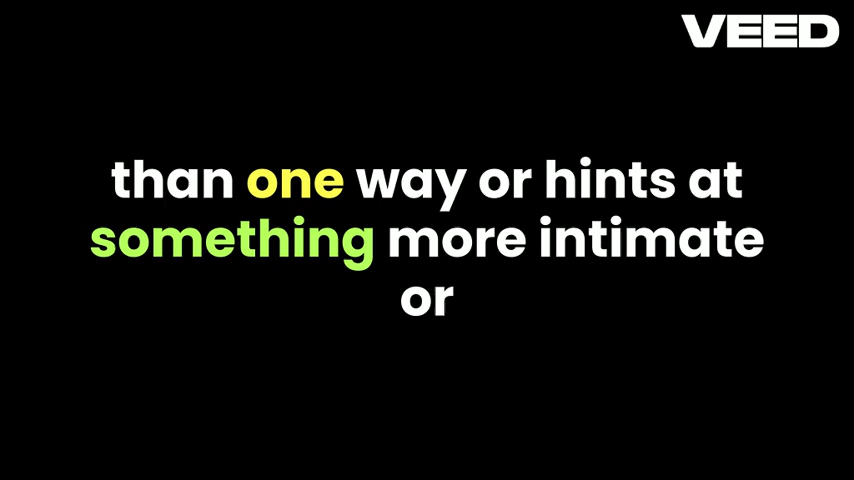 VEED
than one way or hints at
something more intimate
or